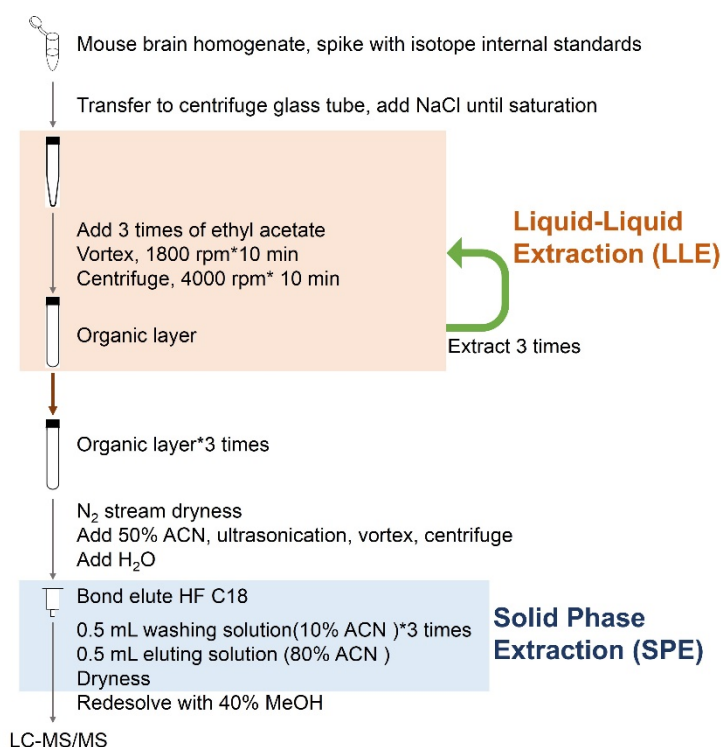 Mouse brain homogenate, spike with isotope internal standards
Transfer to centrifuge glass tube, add NaCl until saturation
Add 3 times of ethyl acetate
Vortex, 1800 rpm*10 min
Centrifuge, 4000 rpm* 10 min
Liquid-Liquid
Extraction (LLE)
Organic layer
Extract 3 times
Organic layer*3 times
N₂ stream dryness
Add 50% ACN, ultrasonication, vortex, centrifuge
Add H₂O
Bond elute HF C18
0.5 mL washing solution(10% ACN )*3 times
0.5 mL eluting solution (80% ACN )
Dryness
Solid Phase
Extraction (SPE)
Redesolve with 40% MeOH
LC-MS/MS